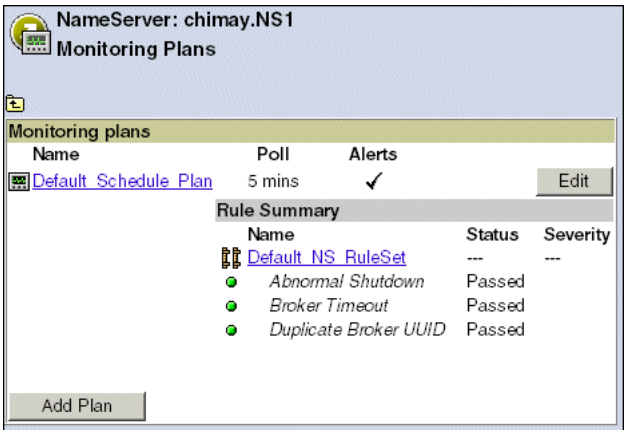 NameServer: chimay.NS1
Monitoring Plans
Monitoring plans
Name Poll Alerts
Default_Schedule_Plan 5 mins Edit
Rule Summary
Name Status Severity
Default_NS_RuleSet --- ---
Abnormal Shutdown Passed
Broker Timeout Passed
Duplicate Broker UUID Passed
Add Plan